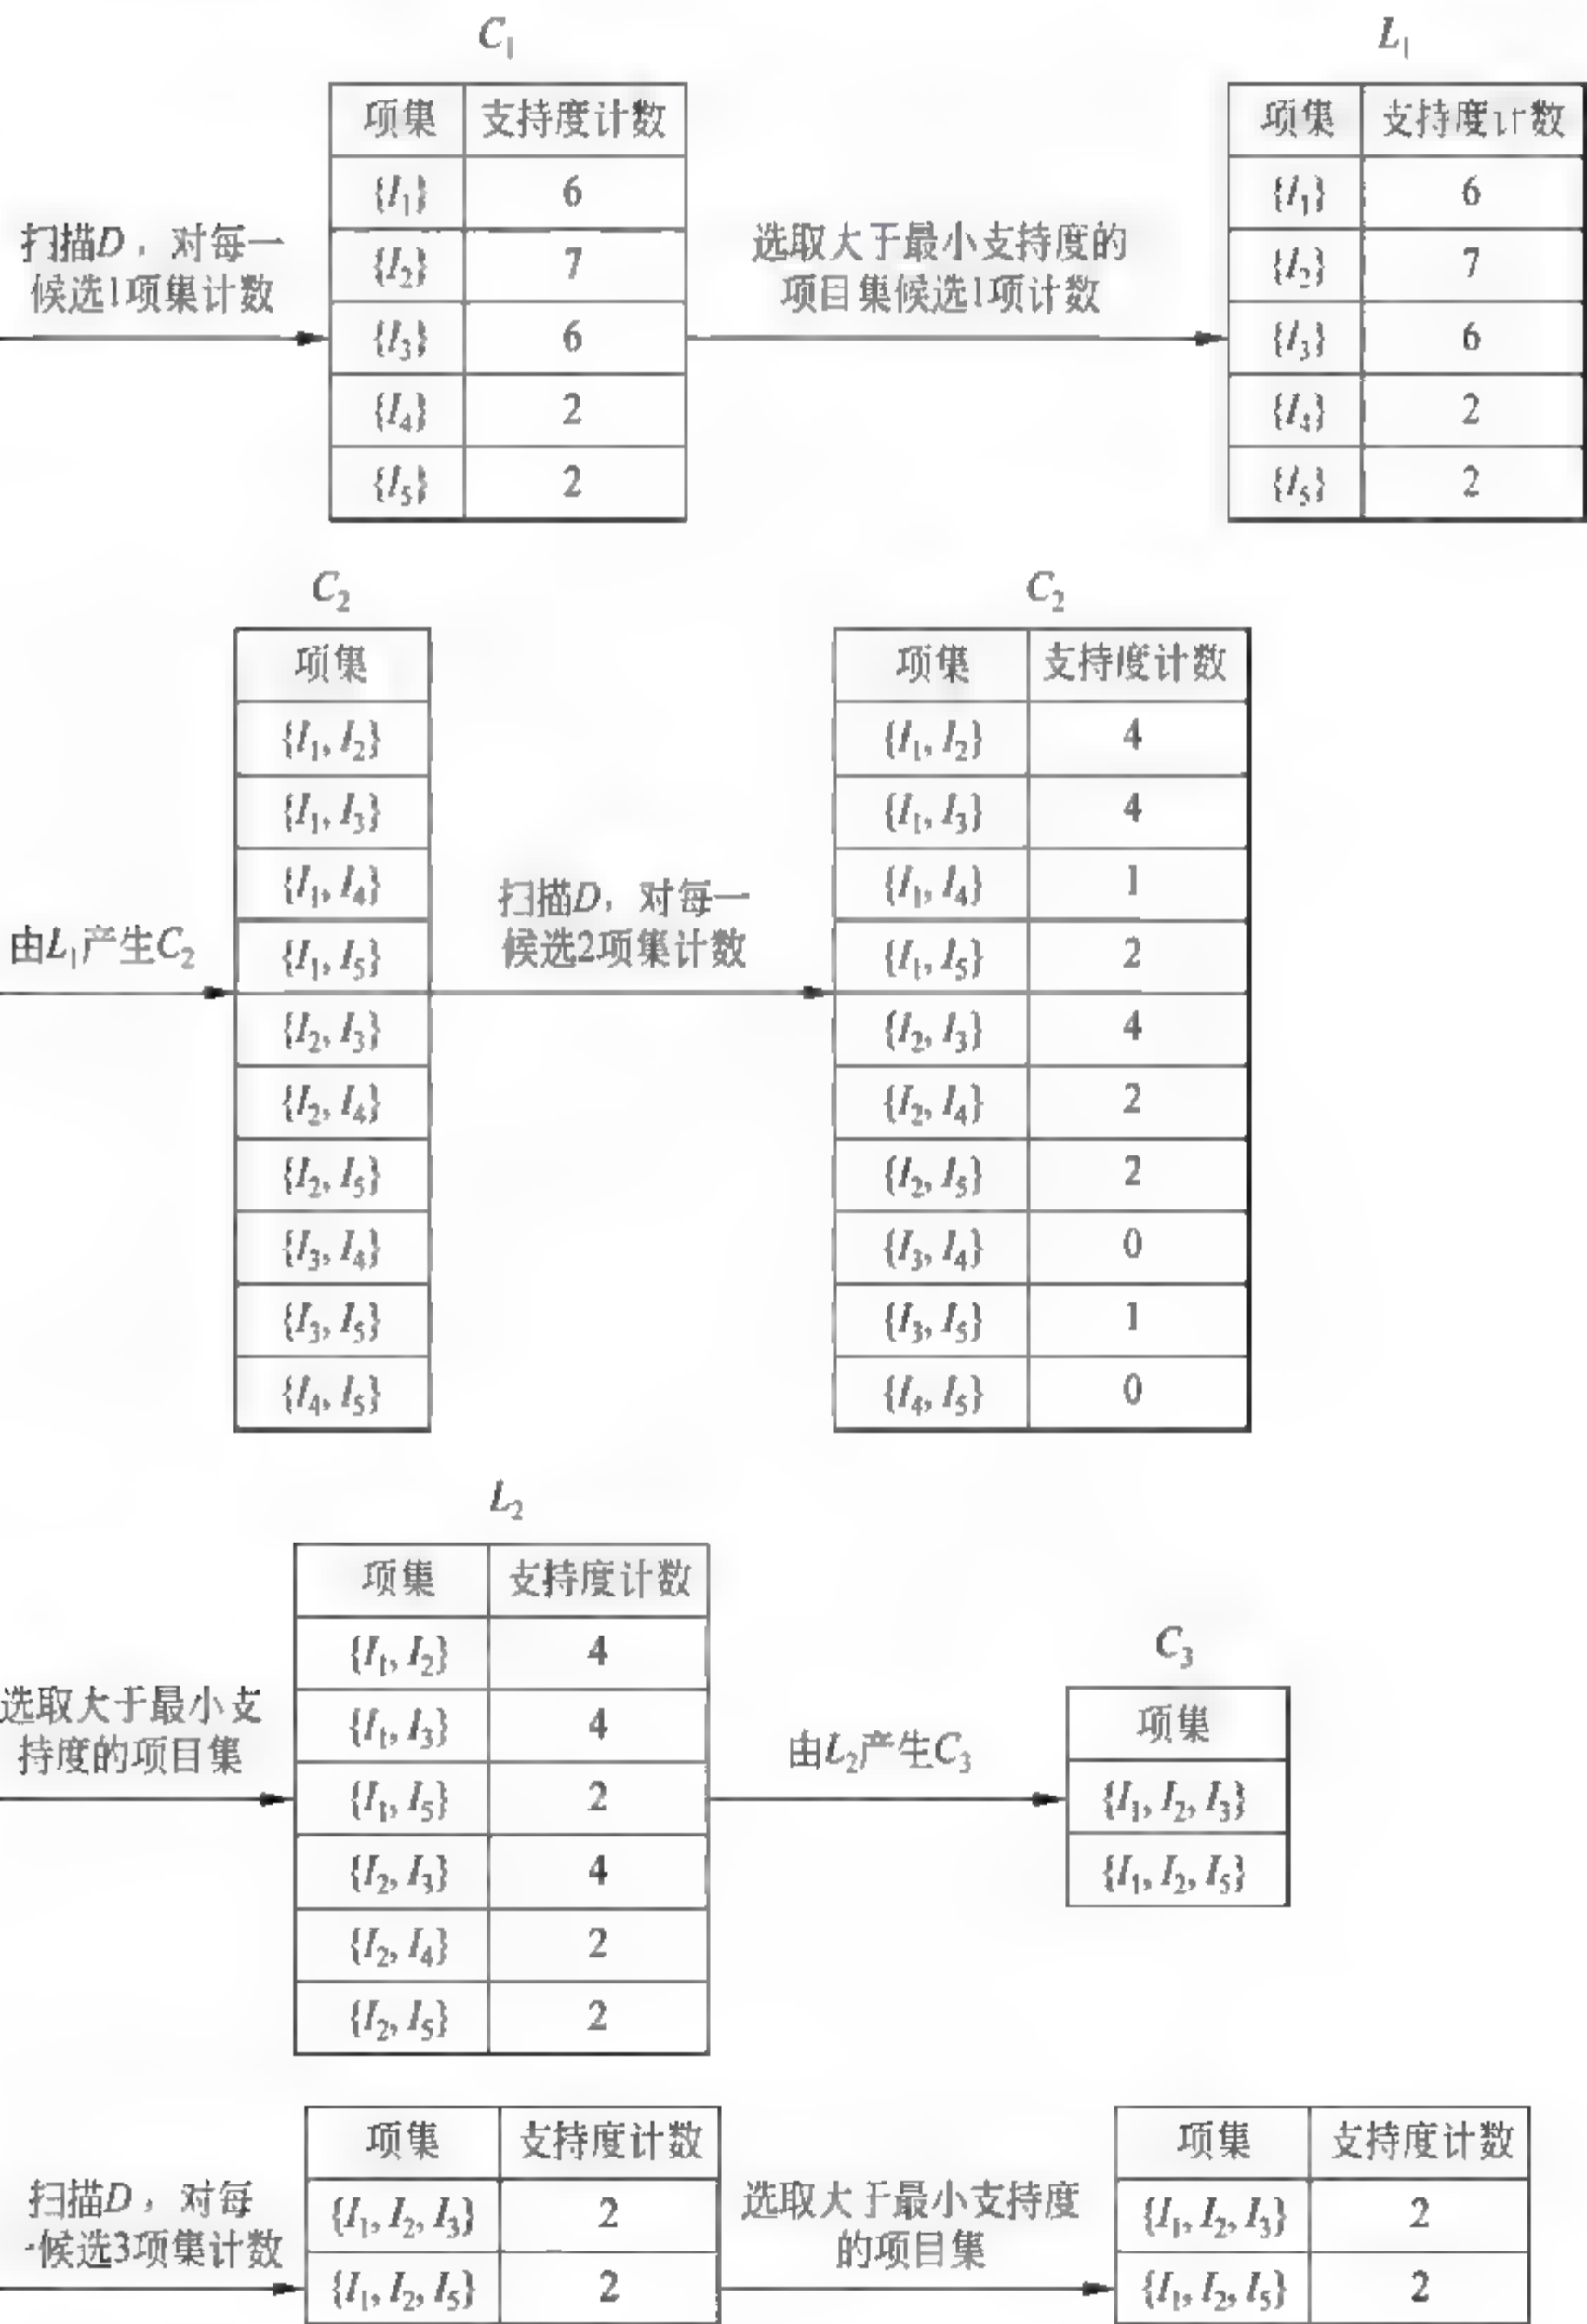 C₁
项集 支持度计数
{I₁} 6
{I₂} 7
{I₃} 6
{I₄} 2
{I₅} 2
扫描D，对每一
候选1项集计数
选取大于最小支持度的
项目集候选1项计数
L₁
项集 支持度计数
{I₁} 6
{I₂} 7
{I₃} 6
{I₄} 2
{I₅} 2
由L₁产生C₂
C₂
项集
{I₁, I₂}
{I₁, I₃}
{I₁, I₄}
{I₁, I₅}
{I₂, I₃}
{I₂, I₄}
{I₂, I₅}
{I₃, I₄}
{I₃, I₅}
{I₄, I₅}
扫描D，对每一
候选2项集计数
C₂
项集 支持度计数
{I₁, I₂} 4
{I₁, I₃} 4
{I₁, I₄} 1
{I₁, I₅} 2
{I₂, I₃} 4
{I₂, I₄} 2
{I₂, I₅} 2
{I₃, I₄} 0
{I₃, I₅} 1
{I₄, I₅} 0
选取大于最小支
持度的项目集
L₂
项集 支持度计数
{I₁, I₂} 4
{I₁, I₃} 4
{I₁, I₅} 2
{I₂, I₃} 4
{I₂, I₄} 2
{I₂, I₅} 2
由L₂产生C₃
C₃
项集
{I₁, I₂, I₃}
{I₁, I₂, I₅}
扫描D，对每
一候选3项集计数
项集 支持度计数
{I₁, I₂, I₃} 2
{I₁, I₂, I₅} 2
选取大于最小支持度
的项目集
项集 支持度计数
{I₁, I₂, I₃} 2
{I₁, I₂, I₅} 2